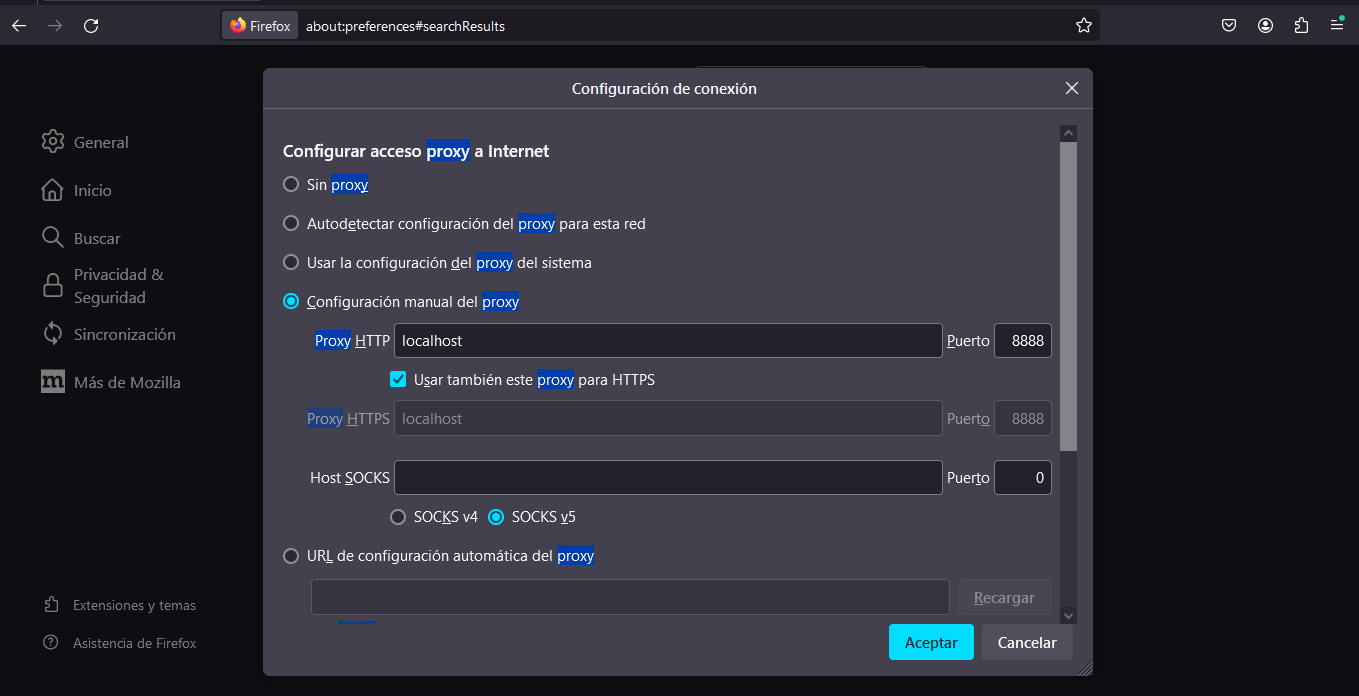 Firefox about:preferences#searchResults
Configuración de conexión
General
Inicio
Buscar
Privacidad &
Seguridad
Sincronización
Más de Mozilla
Extensiones y temas
Asistencia de Firefox
Configurar acceso proxy a Internet
Sin proxy
Autodetectar configuración del proxy para esta red
Usar la configuración del proxy del sistema
Configuración manual del proxy
Proxy HTTP localhost Puerto 8888
Usar también este proxy para HTTPS
Proxy HTTPS localhost Puerto 8888
Host SOCKS Puerto 0
SOCKS v4 SOCKS v5
URL de configuración automática del proxy
Recargar
Aceptar Cancelar